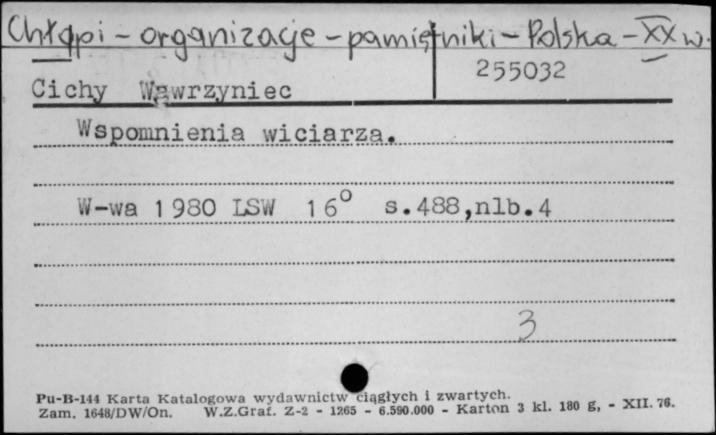 Chłopi - organizacje - pamiętniki - Polska - XX w.
255032
Cichy Wawrzyniec
Wspomnienia wiciarza.
W-wa 1980 LSW 16° s.488,nlb.4
3
Pu-B-144 Karta Katalogowa wydawnictw ciągłych i zwartych.
Zam. 1648/DW/On. W.Z.Graf. Z-2 - 1265 - 6.590.000 - Karton 3 kl. 180 g, - XII. 76.